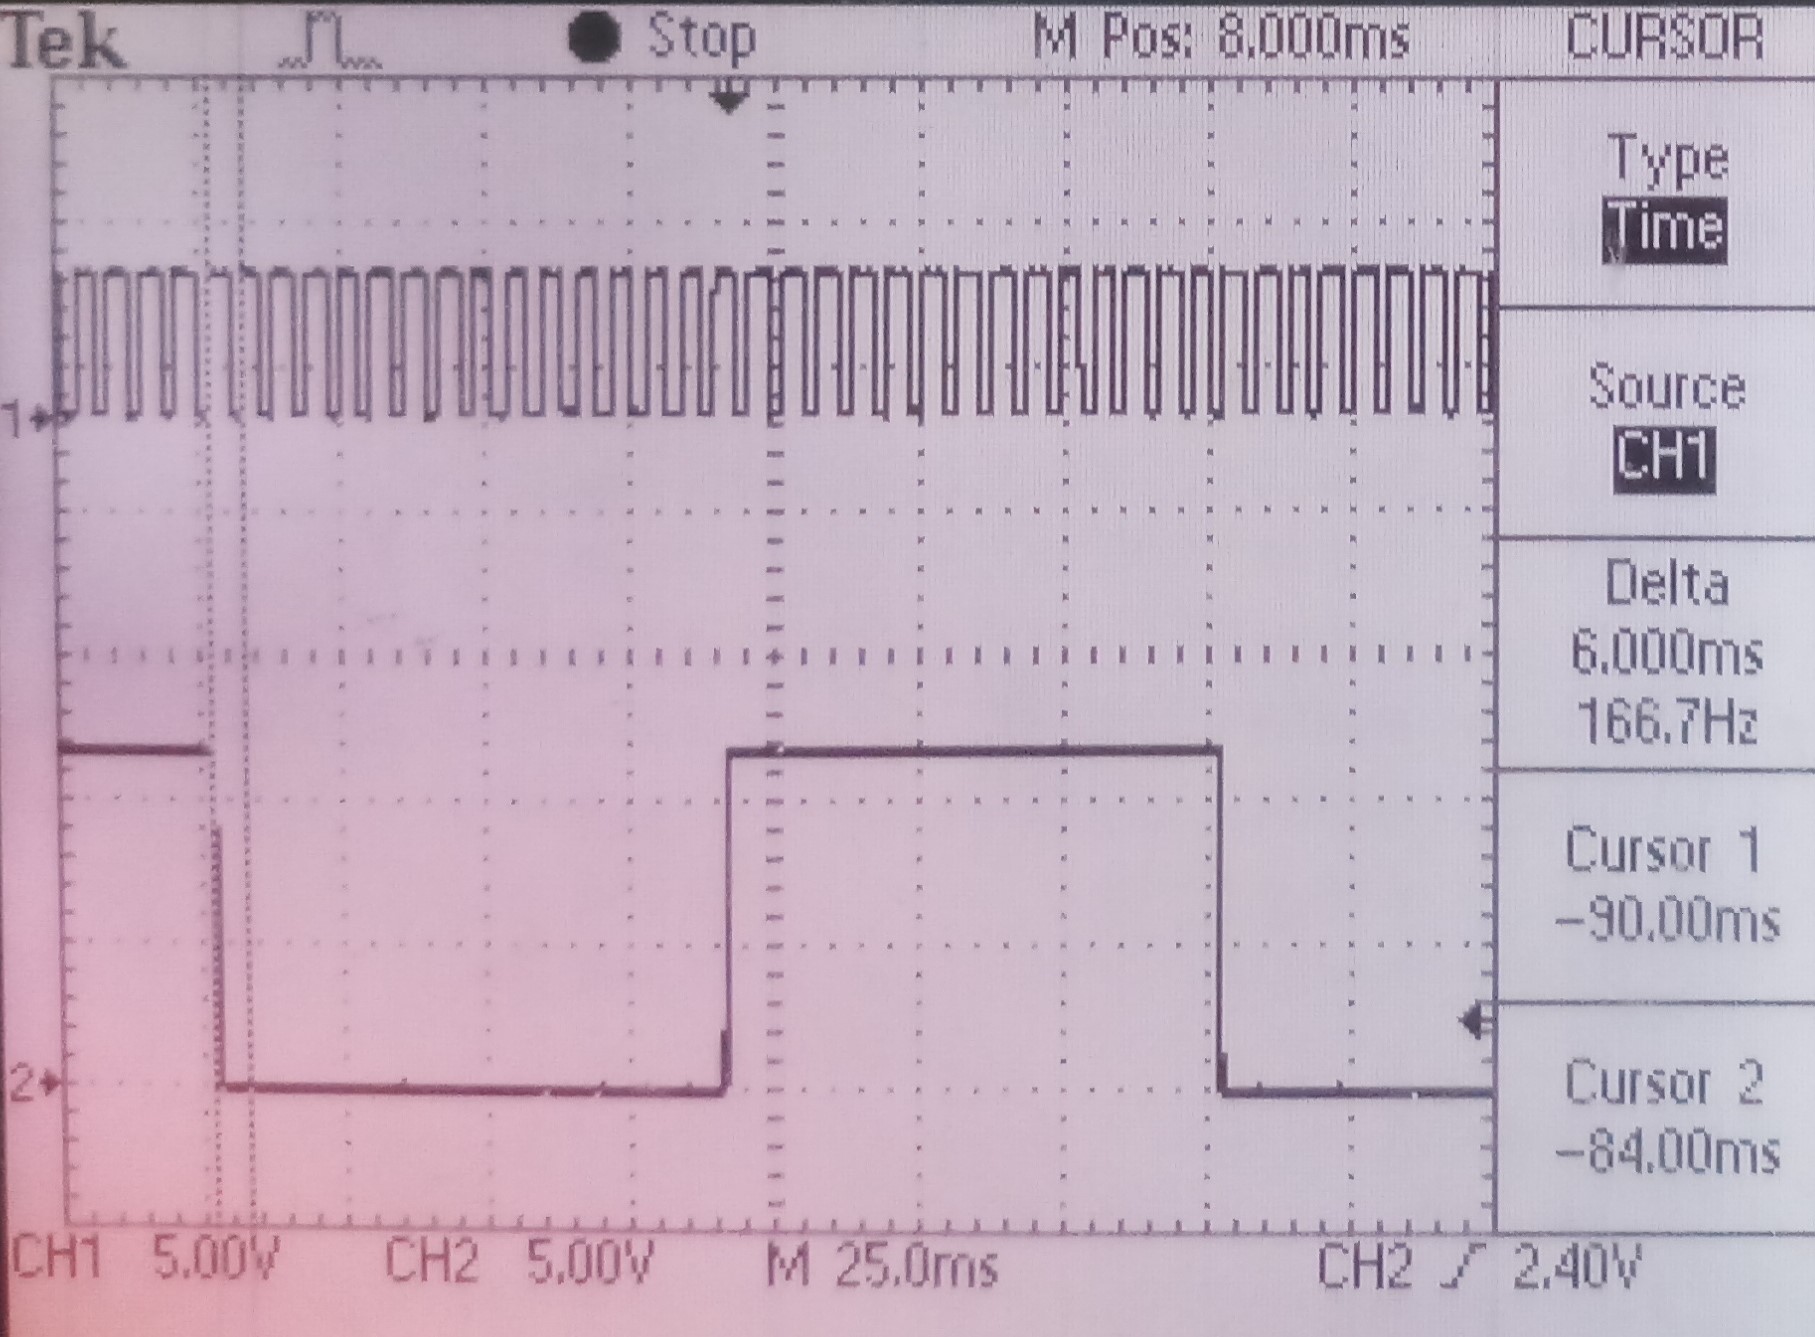 Tek Stop M Pos: 8.000ms CURSOR
Type
Time
1
Source
CH1
Delta
6.000ms
166.7Hz
Cursor 1
-90.00ms
2
Cursor 2
-84.00ms
CH1 5.00V CH2 5.00V M 25.0ms CH2 2.40V